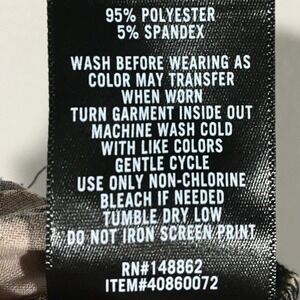 95% POLYESTER
5% SPANDEX
WASH BEFORE WEARING AS
COLOR MAY TRANSFER
WHEN WORN
TURN GARMENT INSIDE OUT
MACHINE WASH COLD
WITH LIKE COLORS
GENTLE CYCLE
USE ONLY NON-CHLORINE
BLEACH IF NEEDED
TUMBLE DRY LOW
DO NOT IRON SCREEN PRINT
RN#148862
ITEM#40860072